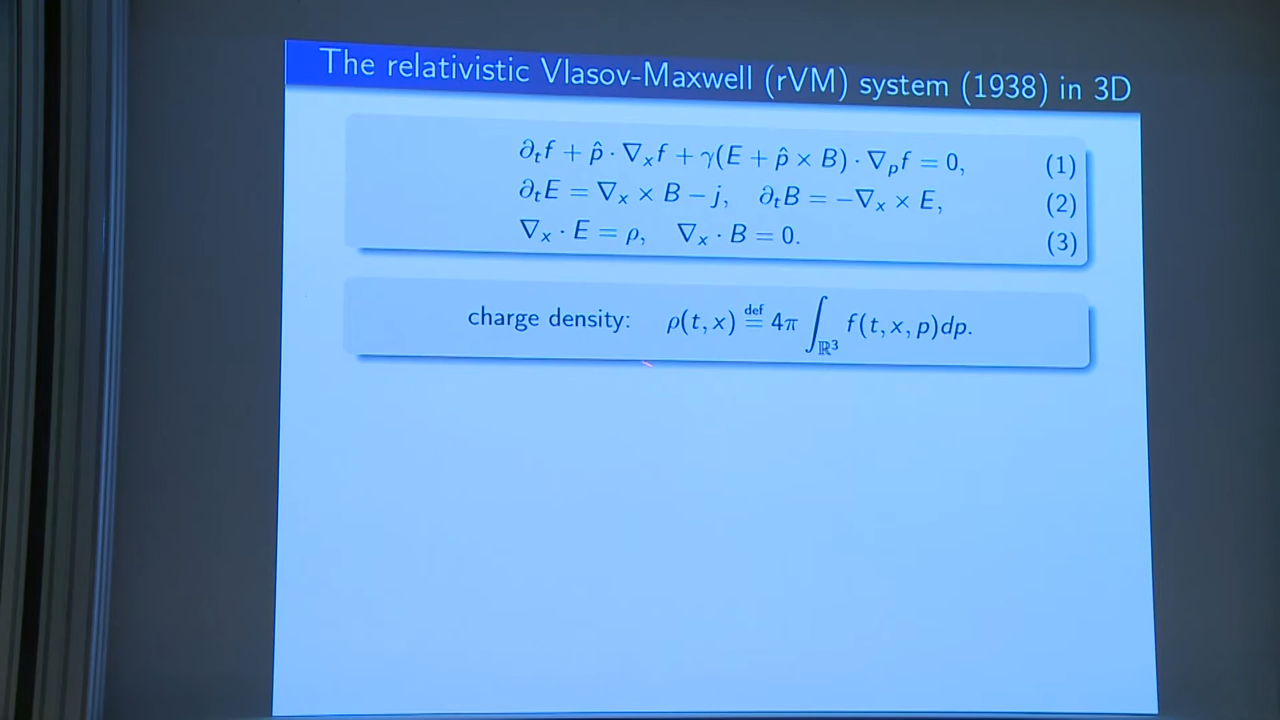 The relativistic Vlasov-Maxwell (rVM) system (1938) in 3D
∂ₜf + p̂ · ∇ₓf + γ(E + p̂ × B) · ∇ₚf = 0, (1)
∂ₜE = ∇ₓ × B − j, ∂ₜB = −∇ₓ × E, (2)
∇ₓ · E = ρ, ∇ₓ · B = 0. (3)
charge density: ρ(t, x) ≝ 4π ∫_ℝ³ f(t, x, p)dp.